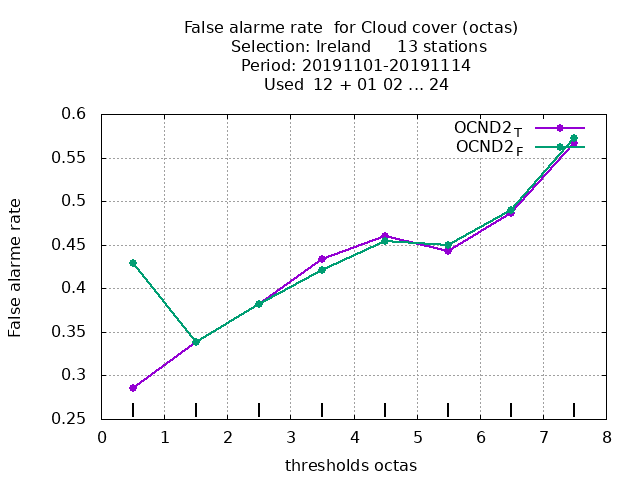 False alarme rate  for Cloud cover (octas)
Selection: Ireland     13 stations
Period: 20191101-20191114
Used  12 + 01 02 ... 24
OCND2T
OCND2F
0.6
0.55
0.5
0.45
0.4
0.35
0.3
0.25
False alarme rate
0 1 2 3 4 5 6 7 8
thresholds octas